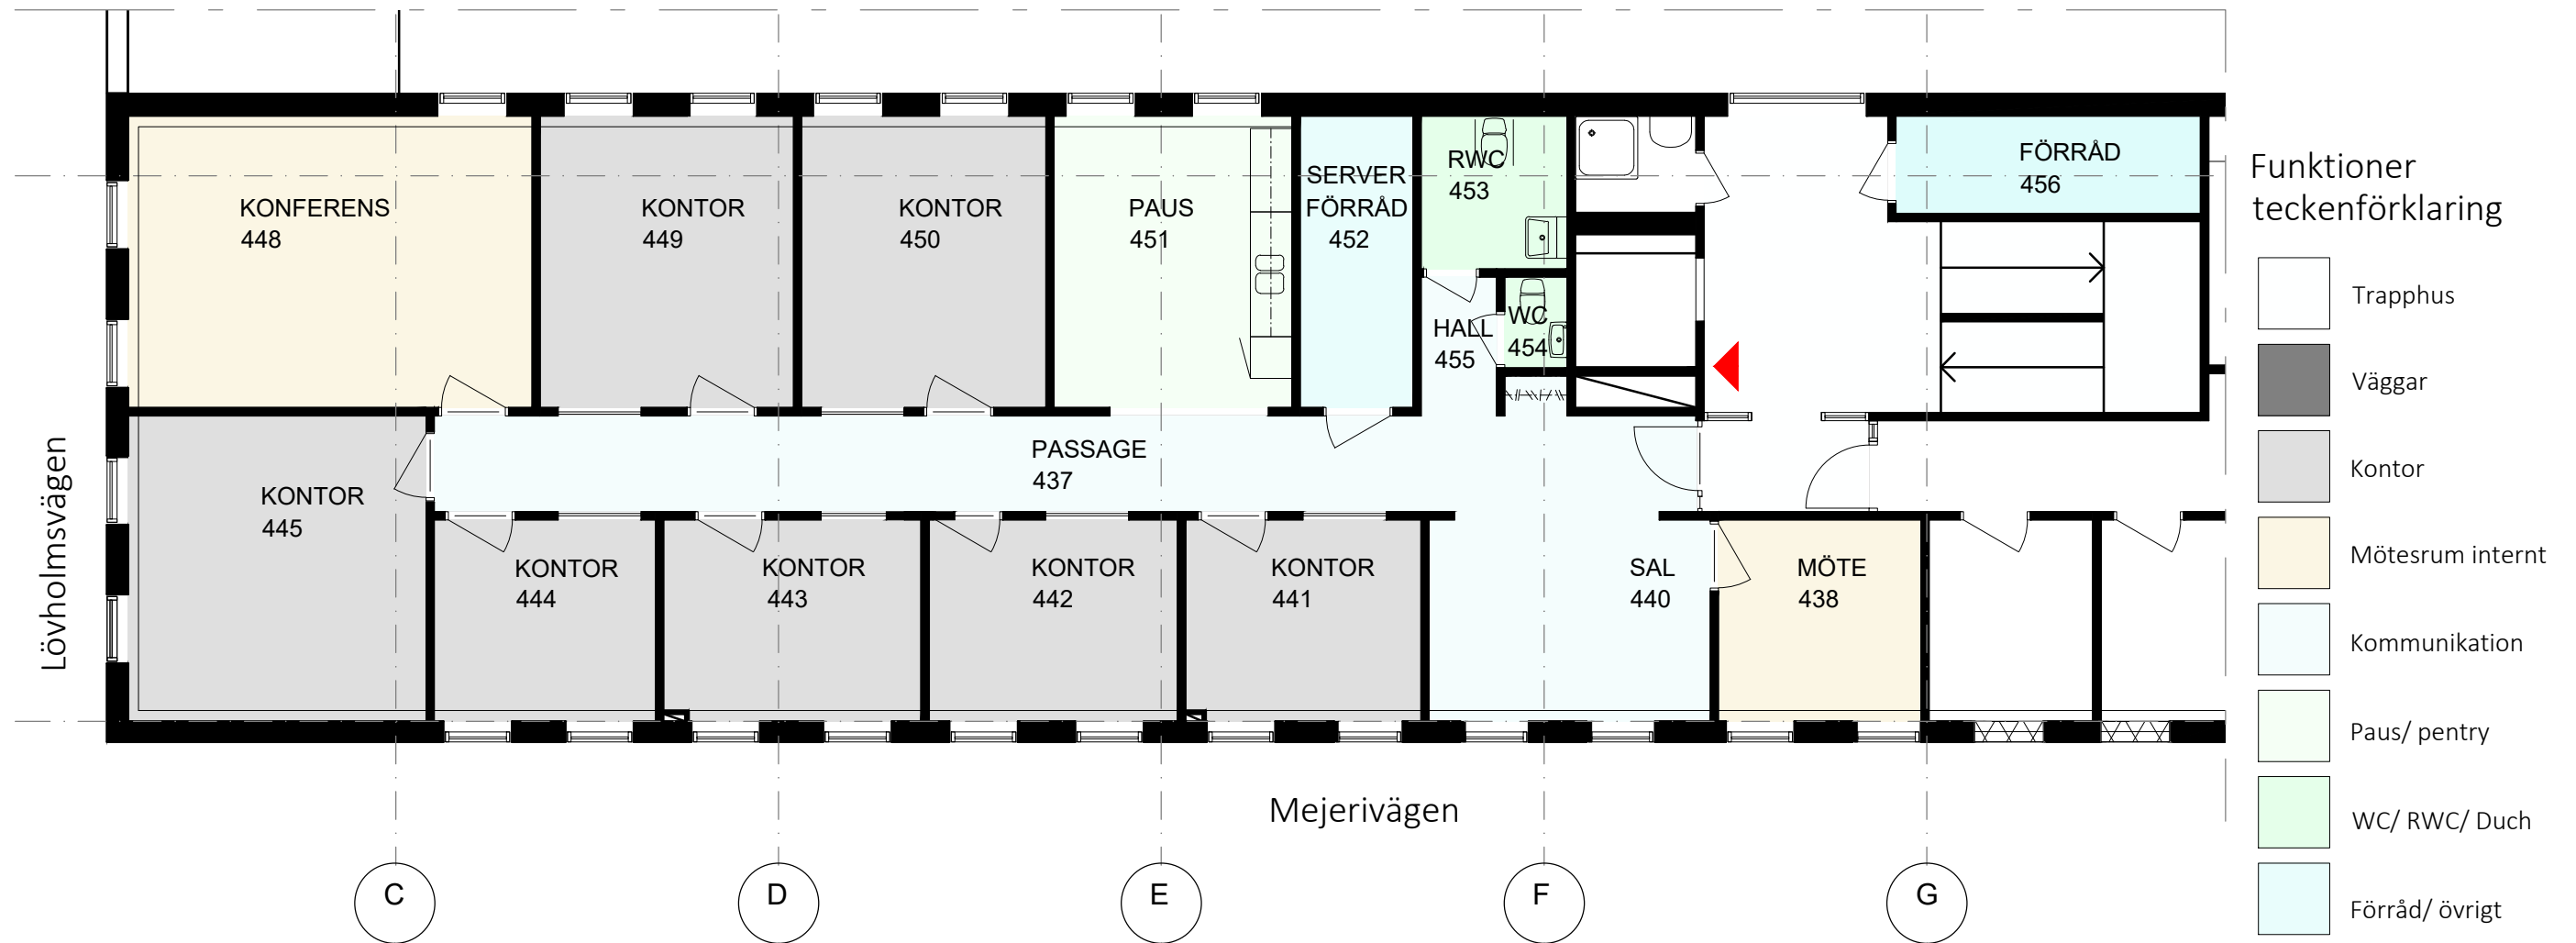 KONFERENS
448
KONTOR
449
KONTOR
450
PAUS
451
SERVER
FÖRRÅD
452
RWC
453
WC
454
HALL
455
FÖRRÅD
456
PASSAGE
437
KONTOR
445
KONTOR
444
KONTOR
443
KONTOR
442
KONTOR
441
SAL
440
MÖTE
438
Lövholmsvägen
Mejerivägen
C
D
E
F
G
Funktioner
teckenförklaring
Trapphus
Väggar
Kontor
Mötesrum internt
Kommunikation
Paus/ pentry
WC/ RWC/ Duch
Förråd/ övrigt